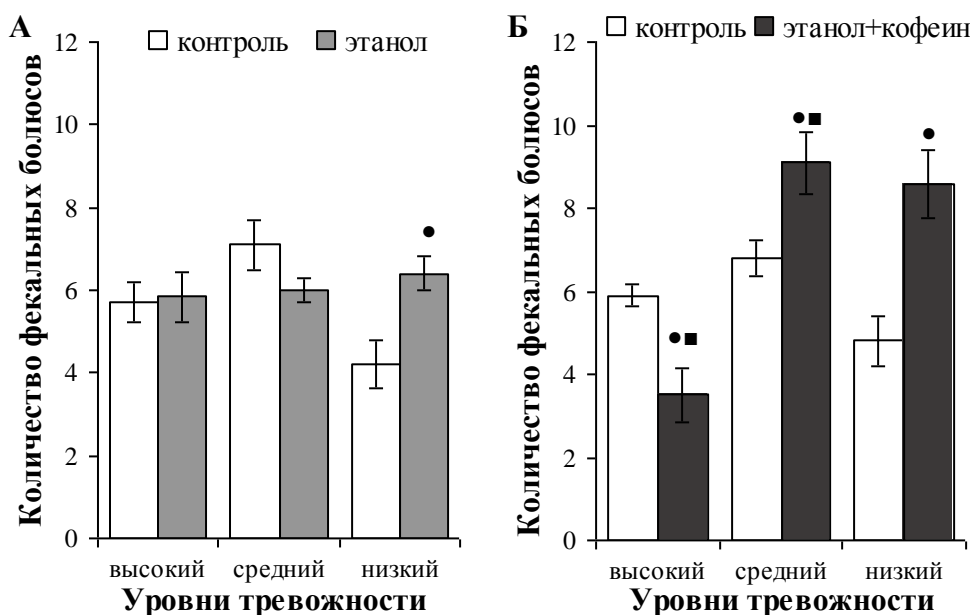 А
контроль этанол
Количество фекальных болюсов
12
10
8
6
4
2
0
высокий средний низкий
Уровни тревожности
Б
контроль этанол+кофеин
Количество фекальных болюсов
12
10
8
6
4
2
0
высокий средний низкий
Уровни тревожности